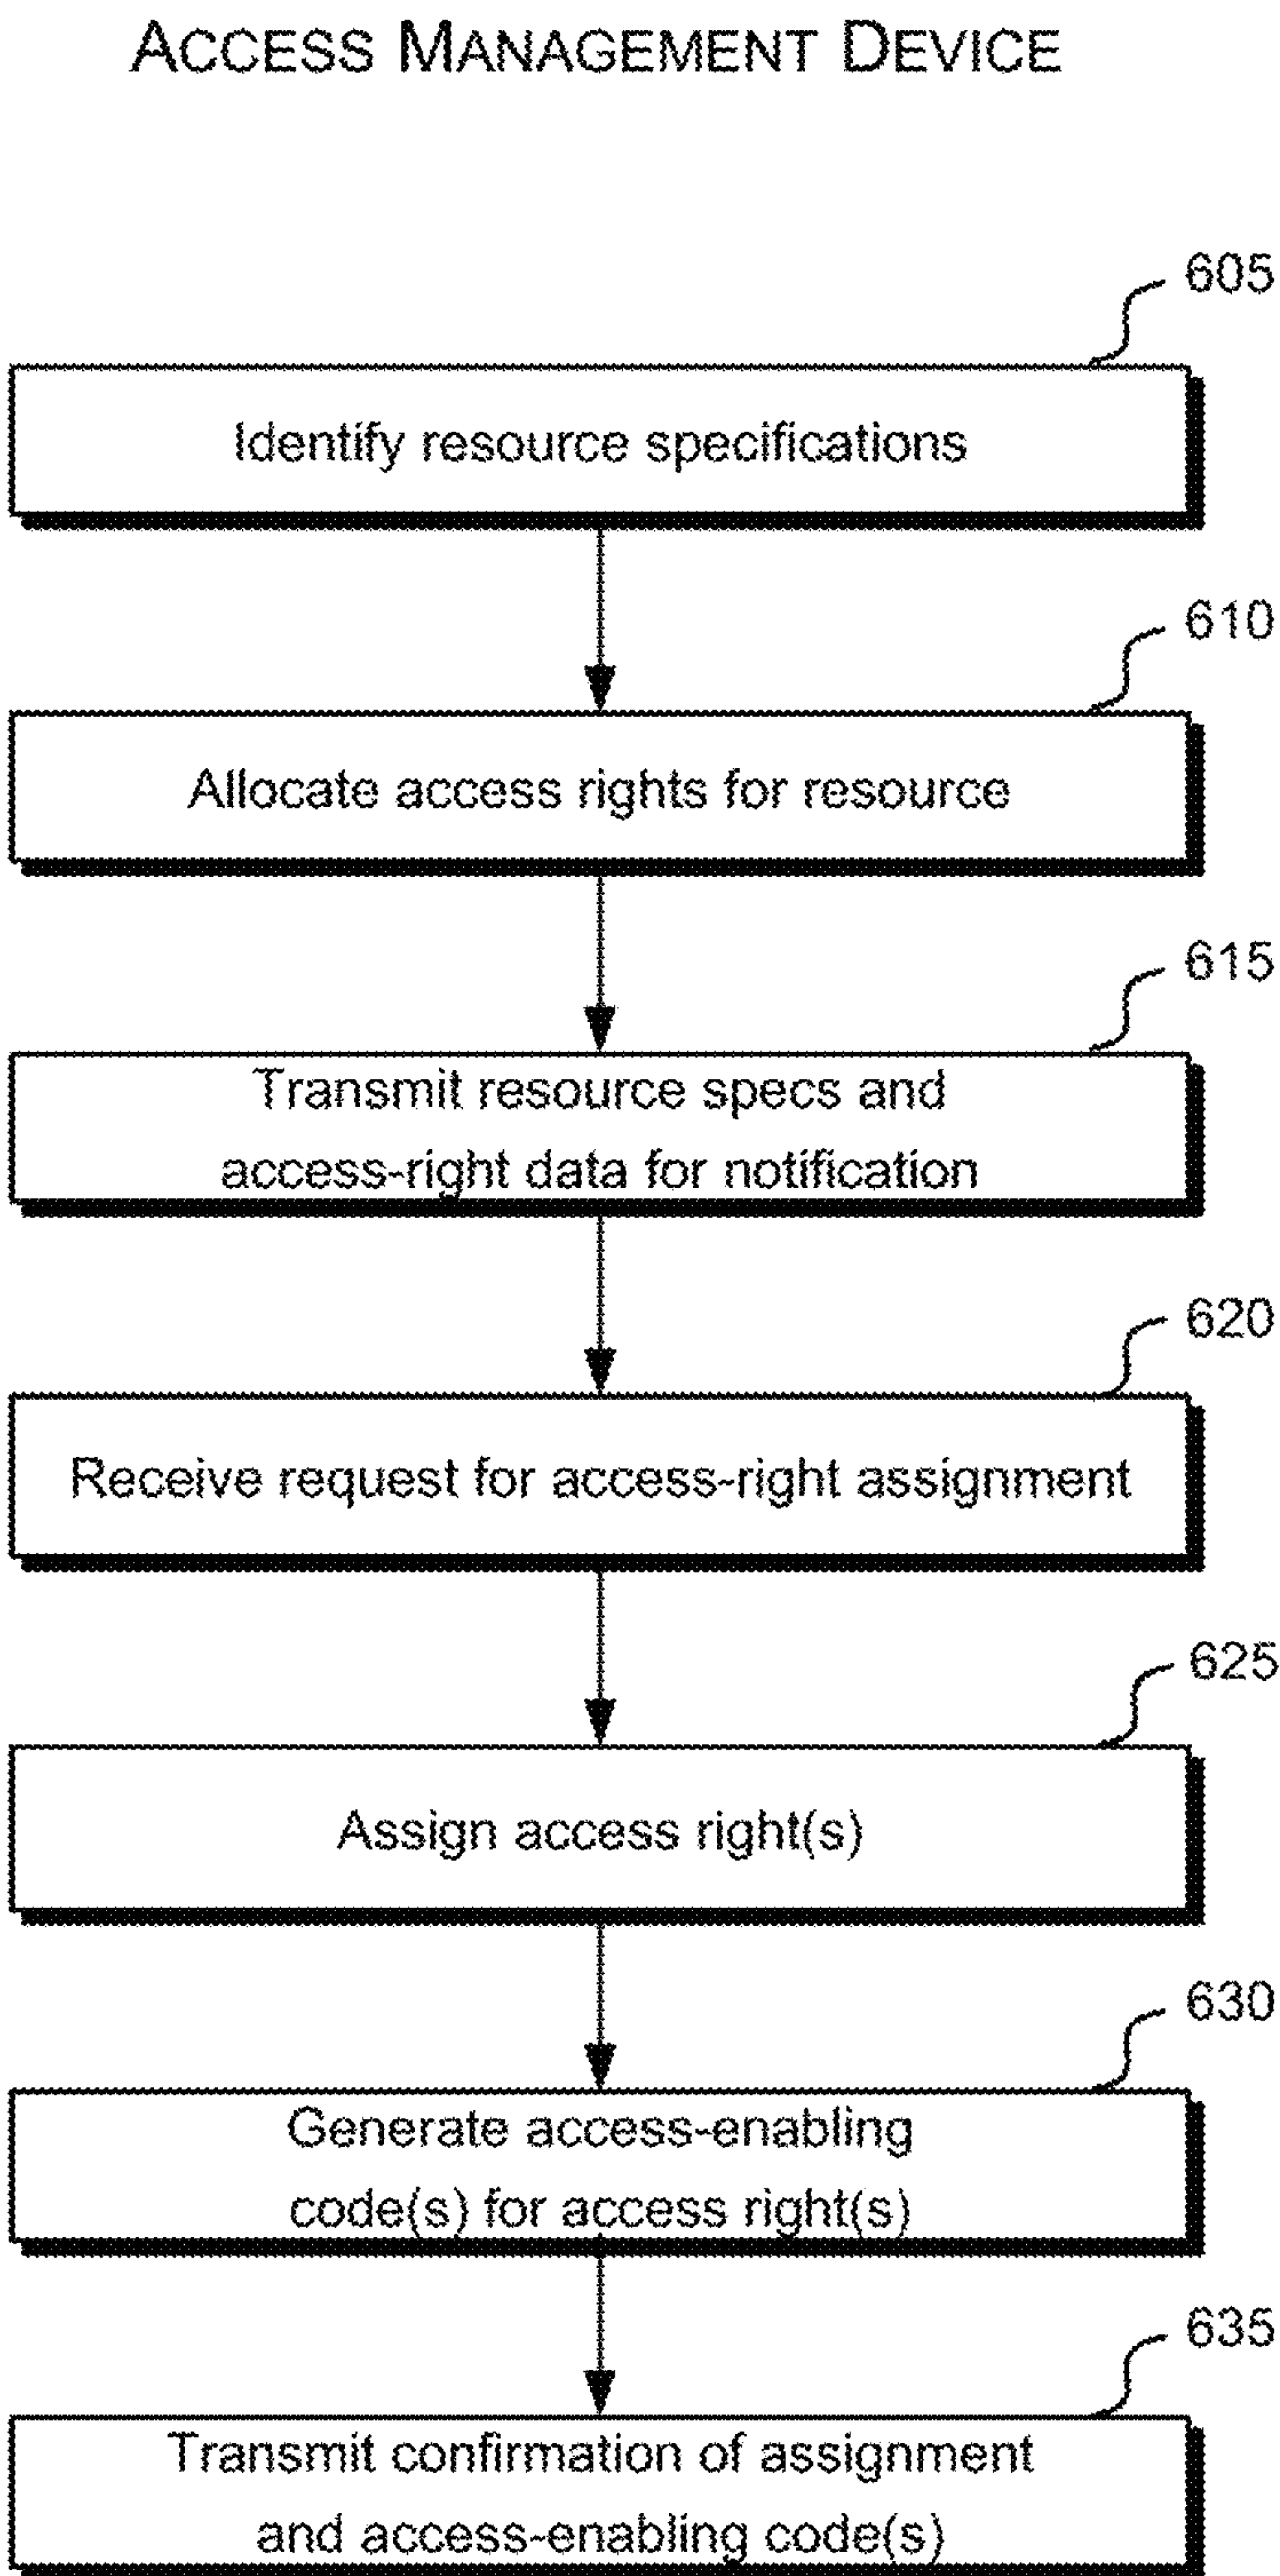 ACCESS MANAGEMENT DEVICE
605
Identify resource specifications
610
Allocate access rights for resource
615
Transmit resource specs and
access-right data for notification
620
Receive request for access-right assignment
625
Assign access right(s)
630
Generate access-enabling
code(s) for access right(s)
635
Transmit confirmation of assignment
and access-enabling code(s)